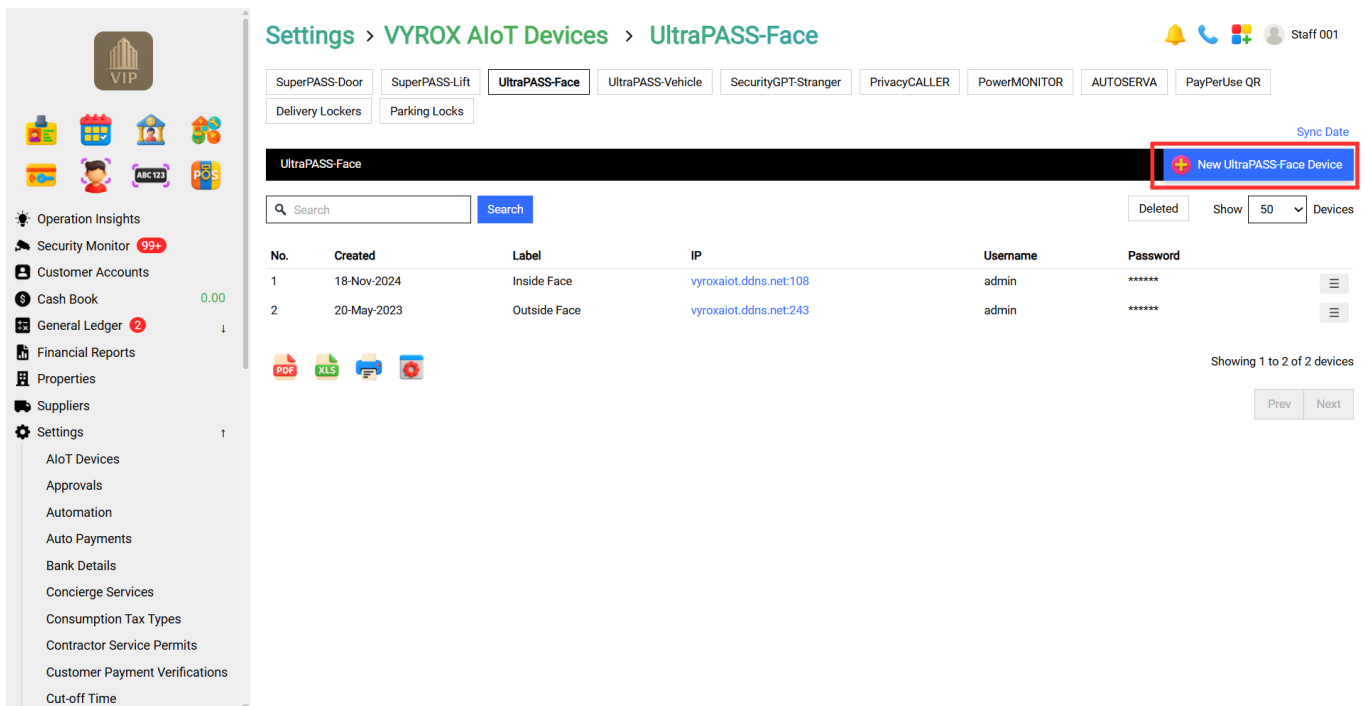 VIP
ABC 123
POS
Operation Insights
Security Monitor 99+
Customer Accounts
Cash Book 0.00
General Ledger 2 ↓
Financial Reports
Properties
Suppliers
Settings ↑
AIoT Devices
Approvals
Automation
Auto Payments
Bank Details
Concierge Services
Consumption Tax Types
Contractor Service Permits
Customer Payment Verifications
Cut-off Time
Settings › VYROX AIoT Devices › UltraPASS-Face
Staff 001
SuperPASS-Door SuperPASS-Lift UltraPASS-Face UltraPASS-Vehicle SecurityGPT-Stranger PrivacyCALLER PowerMONITOR AUTOSERVA PayPerUse QR
Delivery Lockers Parking Locks
Sync Date
UltraPASS-Face New UltraPASS-Face Device
Search Search Deleted Show 50 Devices
No. Created Label IP Username Password
1 18-Nov-2024 Inside Face vyroxaiot.ddns.net:108 admin ******
2 20-May-2023 Outside Face vyroxaiot.ddns.net:243 admin ******
PDF XLS Showing 1 to 2 of 2 devices
Prev Next